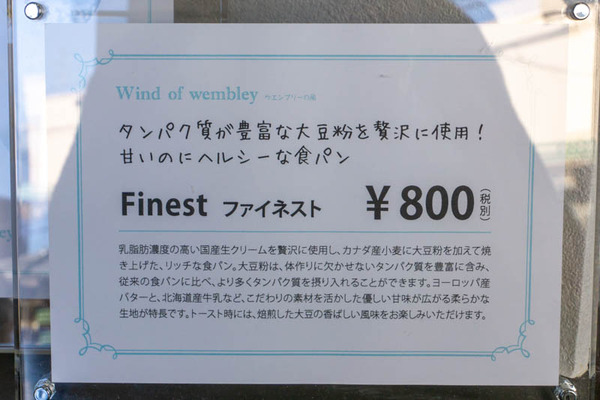 Wind of wembley ウエンブリーの風
タンパク質が豊富な大豆粉を贅沢に使用!
甘いのにヘルシーな食パン
Finest ファイネスト ¥800(税別)
乳脂肪濃度の高い国産生クリームを贅沢に使用し、カナダ産小麦に大豆粉を加えて焼
き上げた、リッチな食パン。大豆粉は、体作りに欠かせないタンパク質を豊富に含み、
従来の食パンに比べ、より多くタンパク質を摂り入れることができます。ヨーロッパ産
バターと、北海道産牛乳など、こだわりの素材を活かした優しい甘味が広がる柔らかな
生地が特長です。トースト時には、焙煎した大豆の香ばしい風味をお楽しみいただけます。